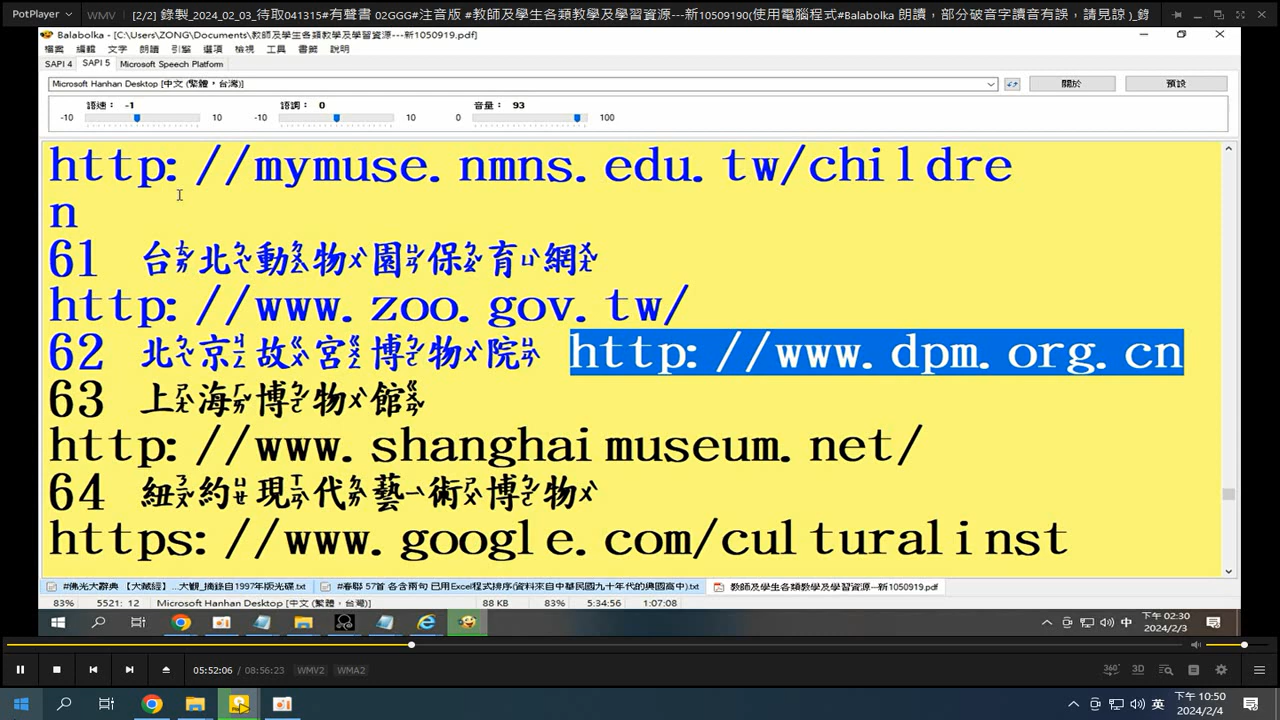 PotPlayer WMV [2/2] 錄製_2024_02_03_待取041315#有聲書 02GGG#注音版 #教師及學生各類教學及學習資源---新10509190(使用電腦程式#Balabolka 朗讀，部分破音字讀音有誤，請見諒 )_錄
Balabolka - [C:\Users\ZONG\Documents\教師及學生各類教學及學習資源---新1050919.pdf]
檔案 編輯 文字 朗讀 引擎 選項 檢視 工具 書籤 說明
SAPI 4 SAPI 5 Microsoft Speech Platform
Microsoft Hanhan Desktop [中文 (繁體，台灣)] 關於 預設
語速： -1 語調： 0 音量： 93
-10 10 -10 10 0 100
http://mymuse.nmns.edu.tw/childre
n
61 台北動物園保育網
http://www.zoo.gov.tw/
62 北京故宮博物院 http://www.dpm.org.cn
63 上海博物館
http://www.shanghaimuseum.net/
64 紐約現代藝術博物
https://www.google.com/culturalinst
#佛光大辭典 【大藏經】...大觀_摘錄自1997年版光碟.txt #春聯 57首 各含兩句 已用Excel程式排序(資料來自中華民國九十年代的興國高中).txt 教師及學生各類教學及學習資源---新1050919.pdf
83% 5521: 12 Microsoft Hanhan Desktop [中文 (繁體，台灣)] 88 KB 83% 5:34:56 1:07:08
中 下午 02:30
2024/2/3
05:52:06 / 08:56:23 WMV2 WMA2 360° 3D
英 下午 10:50
2024/2/4